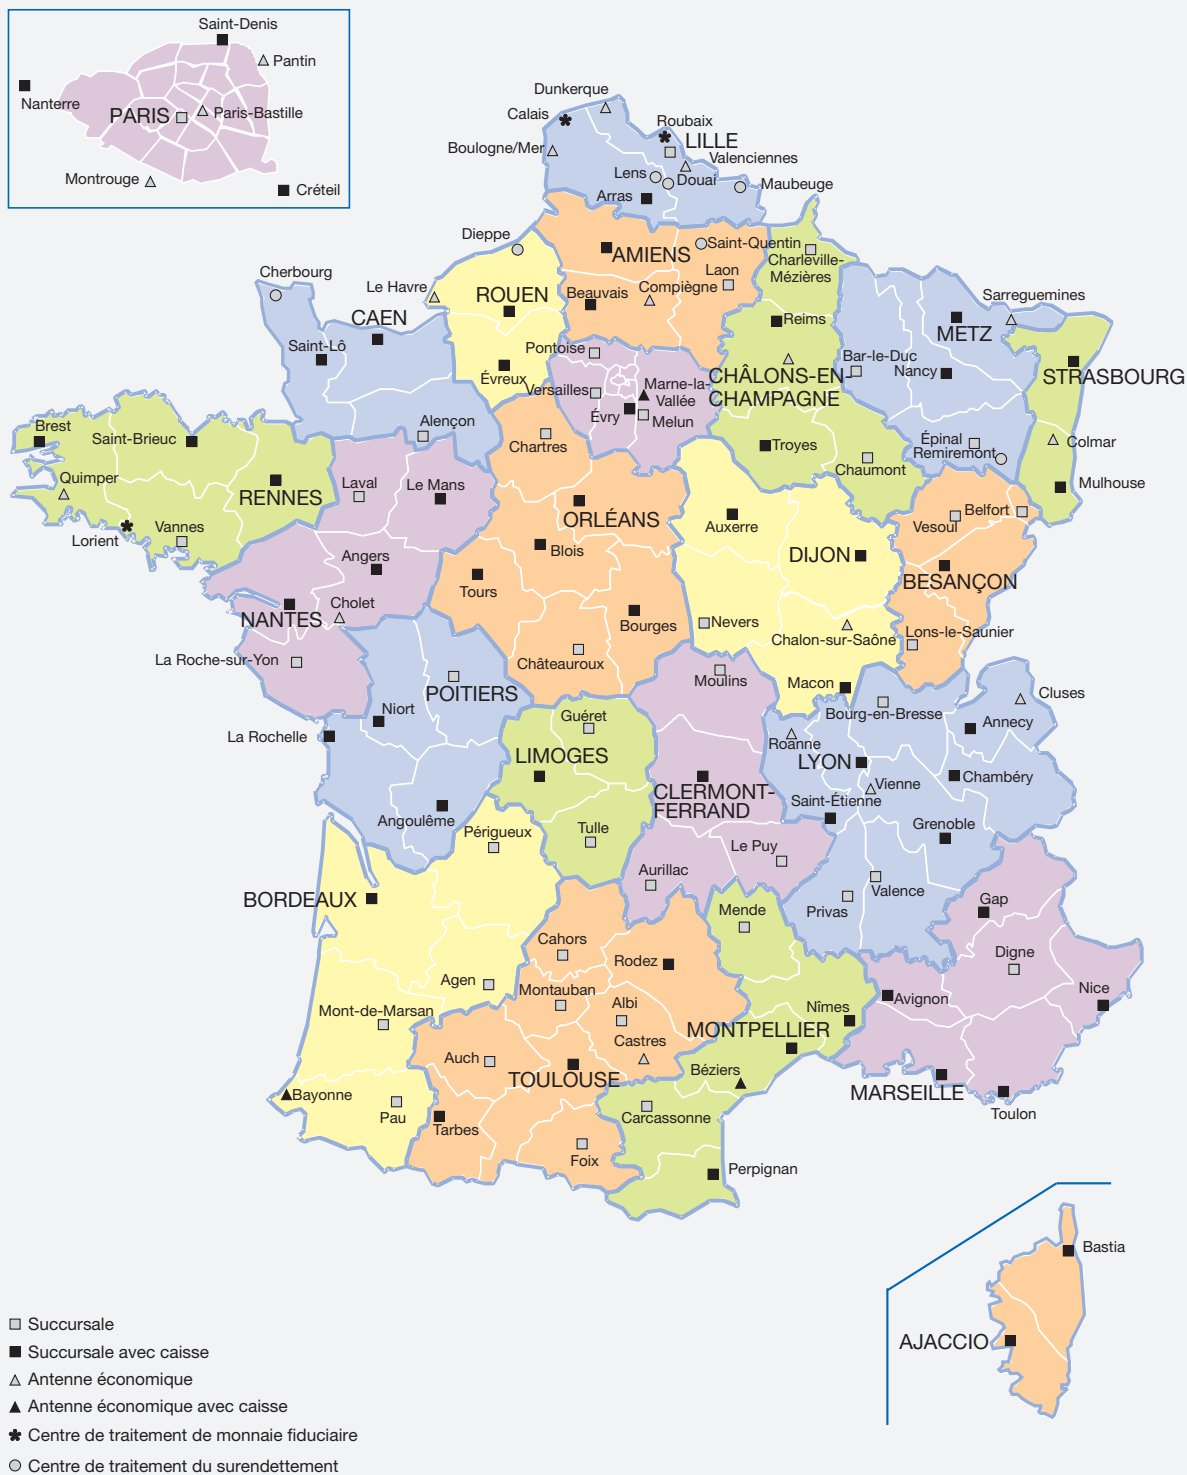 Saint-Denis
Pantin
Nanterre
PARIS
Paris-Bastille
Montrouge
Créteil
Dunkerque
Calais
Roubaix
LILLE
Boulogne/Mer
Valenciennes
Lens
Douai
Maubeuge
Arras
Dieppe
AMIENS
Saint-Quentin
Charleville-
Mézières
Cherbourg
Le Havre
ROUEN
Beauvais
Compiègne
Laon
Sarreguemines
CAEN
Reims
METZ
Saint-Lô
Pontoise
Évreux
Versailles
Marne-la-
Vallée
Évry
Melun
CHÂLONS-EN-
CHAMPAGNE
Bar-le-Duc
Nancy
STRASBOURG
Brest
Saint-Brieuc
Alençon
Chartres
Troyes
Épinal
Remiremont
Colmar
Chaumont
Quimper
RENNES
Laval
Le Mans
Mulhouse
Lorient
Vannes
ORLÉANS
Auxerre
Vesoul
Belfort
Angers
Blois
DIJON
BESANÇON
Tours
NANTES
Cholet
Bourges
Nevers
Chalon-sur-Saône
Lons-le-Saunier
La Roche-sur-Yon
Châteauroux
POITIERS
Moulins
Macon
Cluses
Niort
Guéret
Bourg-en-Bresse
Annecy
La Rochelle
Roanne
LIMOGES
LYON
Chambéry
CLERMONT-
FERRAND
Vienne
Saint-Étienne
Angoulême
Périgueux
Tulle
Grenoble
Le Puy
Aurillac
Valence
BORDEAUX
Privas
Gap
Mende
Cahors
Rodez
Digne
Agen
Montauban
Albi
Nice
Avignon
Mont-de-Marsan
Nîmes
MONTPELLIER
Castres
Auch
TOULOUSE
Béziers
MARSEILLE
Bayonne
Toulon
Pau
Tarbes
Carcassonne
Foix
Perpignan
Bastia
AJACCIO
Succursale
Succursale avec caisse
Antenne économique
Antenne économique avec caisse
Centre de traitement de monnaie fiduciaire
Centre de traitement du surendettement